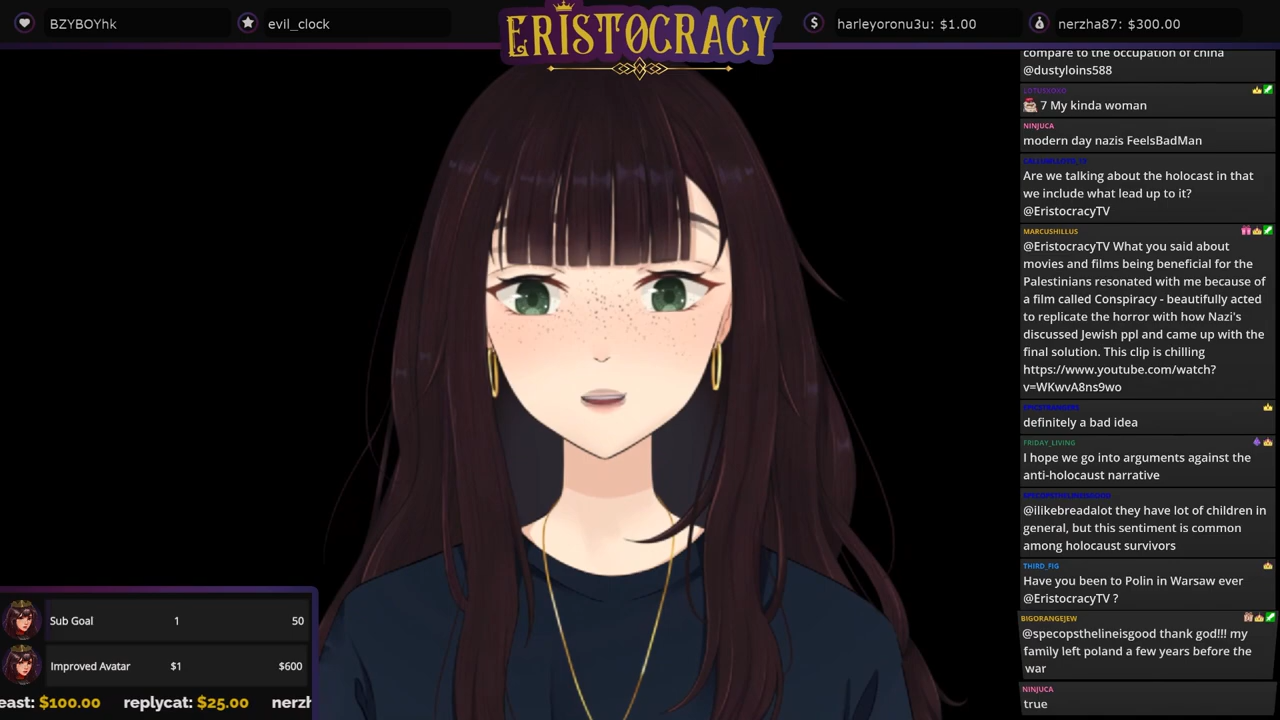 BZYBOYhk
evil_clock
ERISTOCRACY
harleyoronu3u: $1.00
nerzha87: $300.00
compare to the occupation of china
@dustyloins588
LOTUSXOXO
7 My kinda woman
NINJUCA
modern day nazis FeelsBadMan
Are we talking about the holocast in that
we include what lead up to it?
@EristocracyTV
MARCUSHILLUS
@EristocracyTV What you said about
movies and films being beneficial for the
Palestinians resonated with me because of
a film called Conspiracy - beautifully acted
to replicate the horror with how Nazi's
discussed Jewish ppl and came up with the
final solution. This clip is chilling
https://www.youtube.com/watch?
v=WKwvA8ns9wo
definitely a bad idea
FRIDAY_LIVING
I hope we go into arguments against the
anti-holocaust narrative
SPECOPSTHELINEISGOOD
@ilikebreadalot they have lot of children in
general, but this sentiment is common
among holocaust survivors
THIRD_FIG
Have you been to Polin in Warsaw ever
@EristocracyTV ?
BIGORANGEJEW
@specopsthelineisgood thank god!!! my
family left poland a few years before the
war
NINJUCA
true
Sub Goal 1 50
Improved Avatar $1 $600
east: $100.00 replycat: $25.00 nerzh